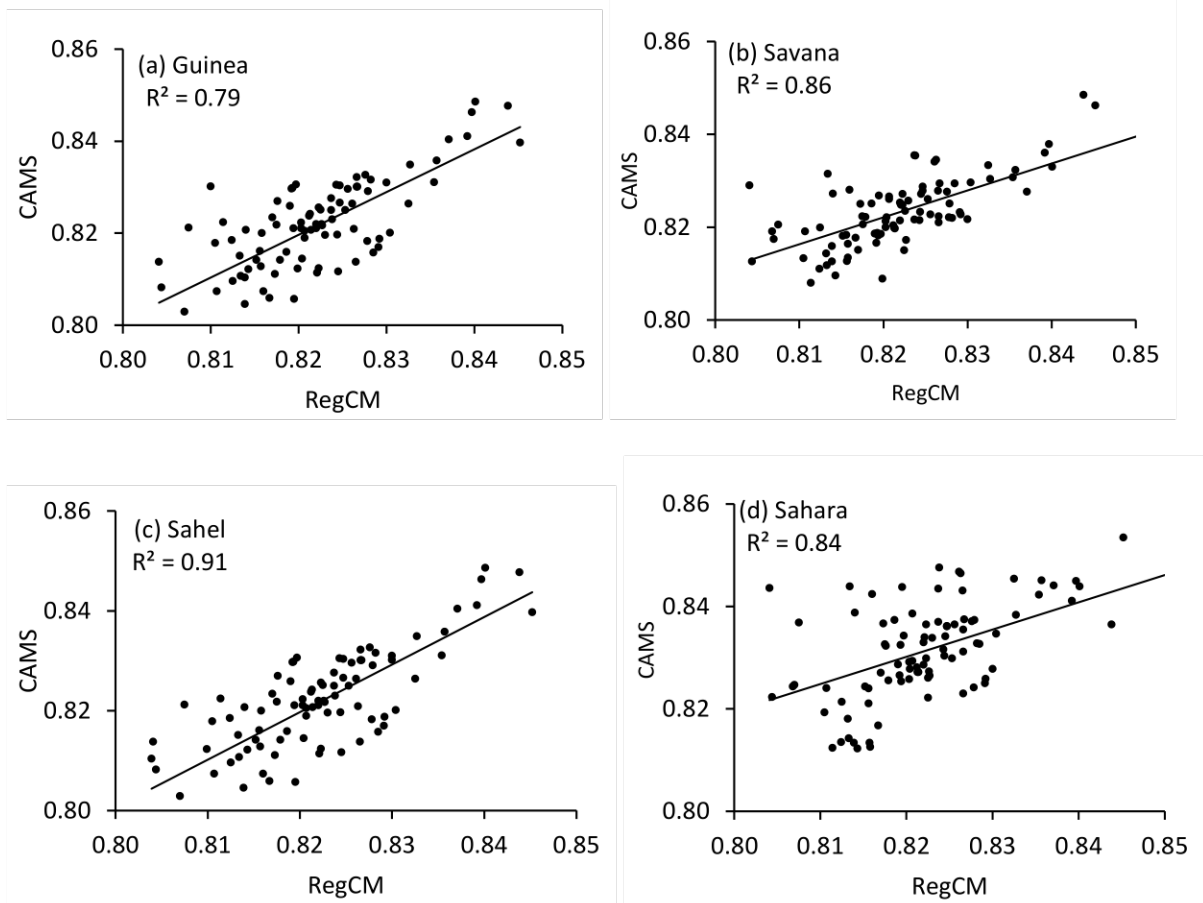 (a) Guinea
R² = 0.79
0.86
0.84
0.82
0.80
CAMS
0.80 0.81 0.82 0.83 0.84 0.85
RegCM
(b) Savana
R² = 0.86
0.86
0.84
0.82
0.80
CAMS
0.80 0.81 0.82 0.83 0.84 0.85
RegCM
(c) Sahel
R² = 0.91
0.86
0.84
0.82
0.80
CAMS
0.80 0.81 0.82 0.83 0.84 0.85
RegCM
(d) Sahara
R² = 0.84
0.86
0.84
0.82
0.80
CAMS
0.80 0.81 0.82 0.83 0.84 0.85
RegCM